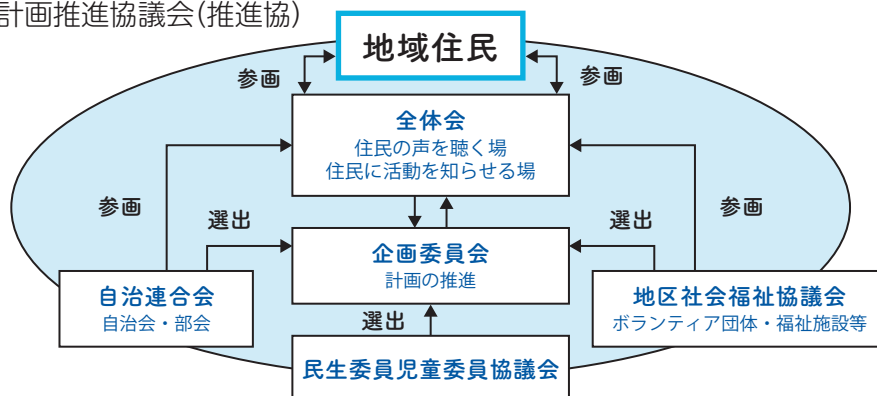 計画推進協議会(推進協)
地域住民
参画
参画
全体会
住民の声を聴く場
住民に活動を知らせる場
参画
選出
選出
参画
企画委員会
計画の推進
自治連合会
自治会・部会
地区社会福祉協議会
ボランティア団体・福祉施設等
選出
民生委員児童委員協議会